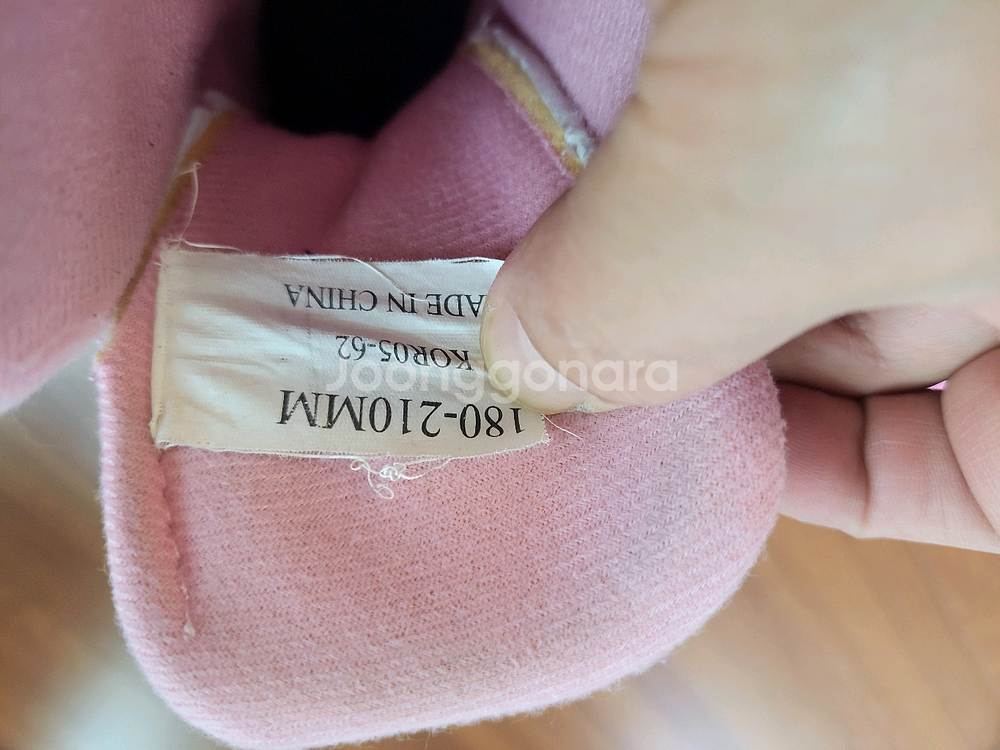 180-210MM
KOR05-62
ADE IN CHINA
Joonggonara